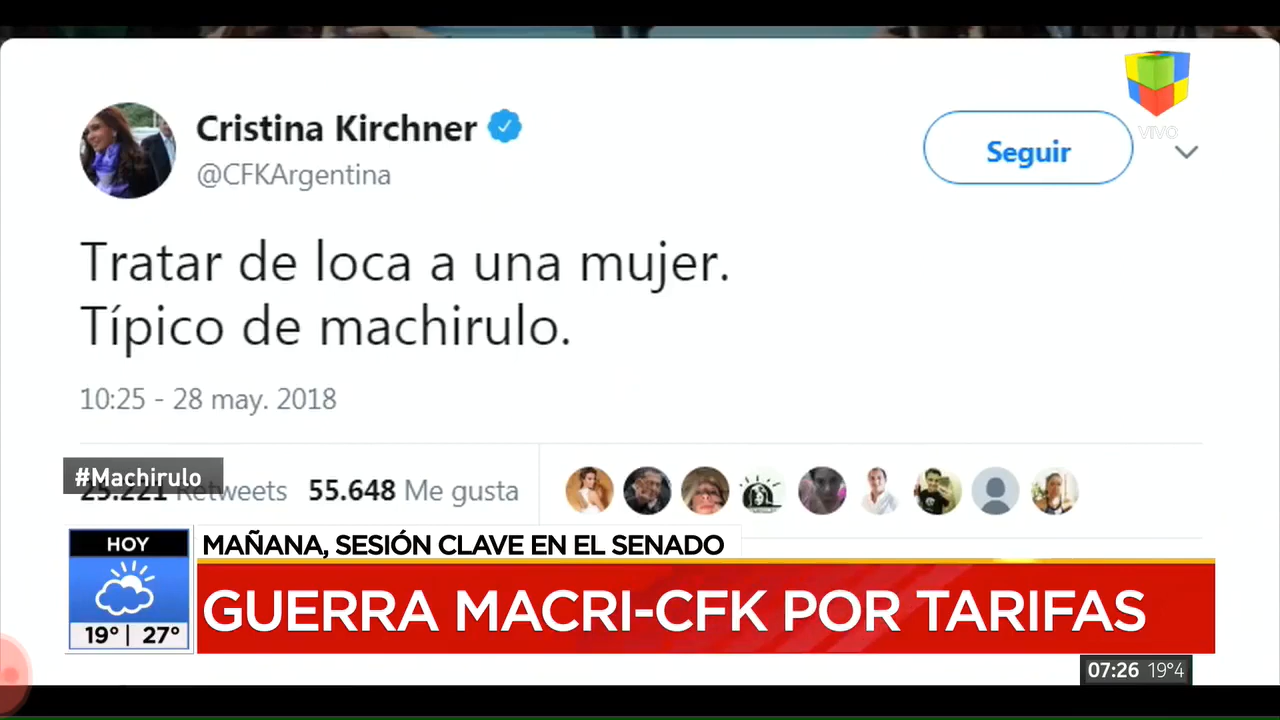 Cristina Kirchner
@CFKArgentina
Seguir
VIVO
Tratar de loca a una mujer.
Típico de machirulo.
10:25 - 28 may. 2018
#Machirulo
25.221 Retweets 55.648 Me gusta
HOY
19° | 27°
MAÑANA, SESIÓN CLAVE EN EL SENADO
GUERRA MACRI-CFK POR TARIFAS
07:26 19°4